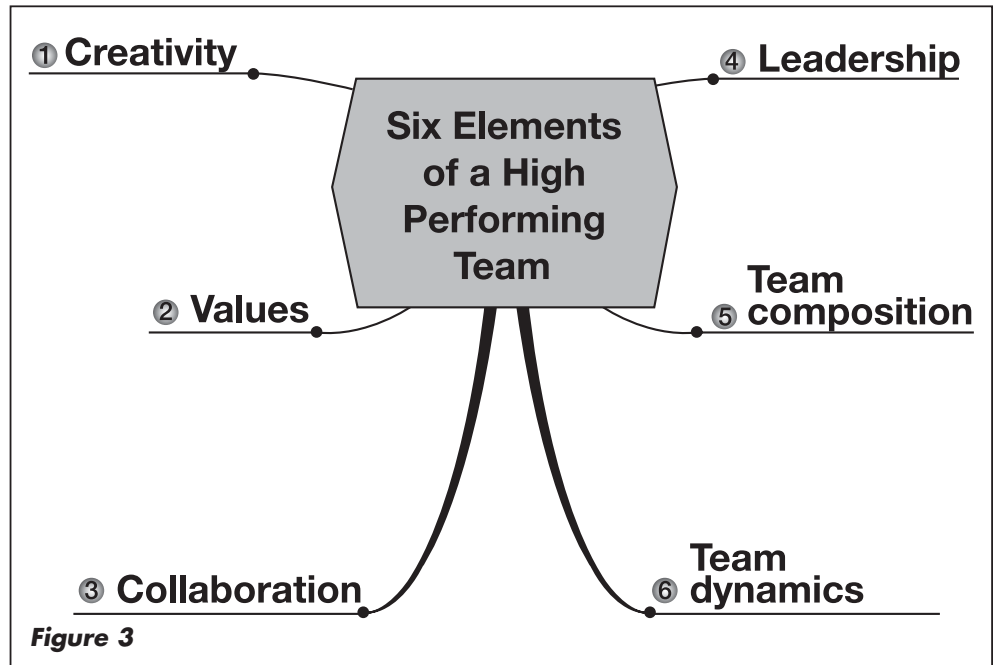 Six Elements
of a High
Performing
Team
① Creativity
② Values
③ Collaboration
④ Leadership
⑤ Team
composition
⑥ Team
dynamics
Figure 3